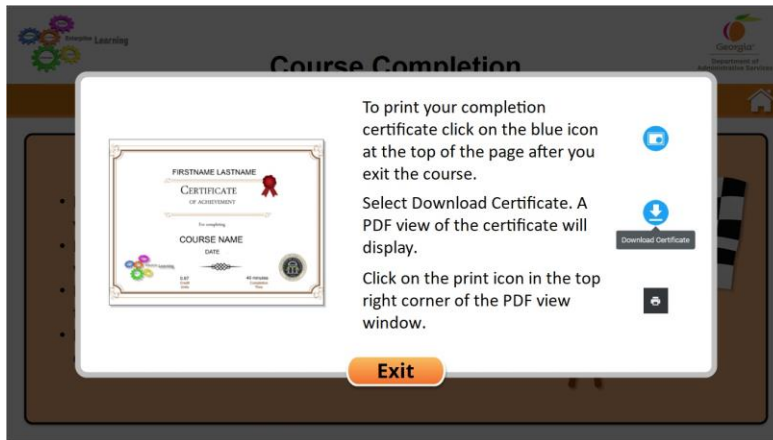 Enterprise Learning
Georgia
Department of
Administrative Services
Course Completion
To print your completion
certificate click on the blue icon
at the top of the page after you
exit the course.
Select Download Certificate. A
PDF view of the certificate will
display.
Click on the print icon in the top
right corner of the PDF view
window.
Download Certificate
FIRSTNAME LASTNAME
CERTIFICATE
OF ACHIEVEMENT
For completing
COURSE NAME
DATE
Exit